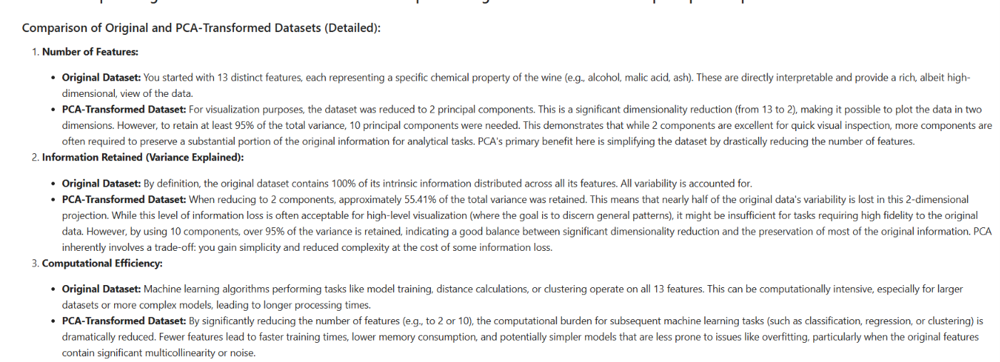 Comparison of Original and PCA-Transformed Datasets (Detailed):
1. Number of Features:
• Original Dataset: You started with 13 distinct features, each representing a specific chemical property of the wine (e.g., alcohol, malic acid, ash). These are directly interpretable and provide a rich, albeit high-
dimensional, view of the data.
• PCA-Transformed Dataset: For visualization purposes, the dataset was reduced to 2 principal components. This is a significant dimensionality reduction (from 13 to 2), making it possible to plot the data in two
dimensions. However, to retain at least 95% of the total variance, 10 principal components were needed. This demonstrates that while 2 components are excellent for quick visual inspection, more components are
often required to preserve a substantial portion of the original information for analytical tasks. PCA's primary benefit here is simplifying the dataset by drastically reducing the number of features.
2. Information Retained (Variance Explained):
• Original Dataset: By definition, the original dataset contains 100% of its intrinsic information distributed across all its features. All variability is accounted for.
• PCA-Transformed Dataset: When reducing to 2 components, approximately 55.41% of the total variance was retained. This means that nearly half of the original data's variability is lost in this 2-dimensional
projection. While this level of information loss is often acceptable for high-level visualization (where the goal is to discern general patterns), it might be insufficient for tasks requiring high fidelity to the original
data. However, by using 10 components, over 95% of the variance is retained, indicating a good balance between significant dimensionality reduction and the preservation of most of the original information. PCA
inherently involves a trade-off: you gain simplicity and reduced complexity at the cost of some information loss.
3. Computational Efficiency:
• Original Dataset: Machine learning algorithms performing tasks like model training, distance calculations, or clustering operate on all 13 features. This can be computationally intensive, especially for larger
datasets or more complex models, leading to longer processing times.
• PCA-Transformed Dataset: By significantly reducing the number of features (e.g., to 2 or 10), the computational burden for subsequent machine learning tasks (such as classification, regression, or clustering) is
dramatically reduced. Fewer features lead to faster training times, lower memory consumption, and potentially simpler models that are less prone to issues like overfitting, particularly when the original features
contain significant multicollinearity or noise.